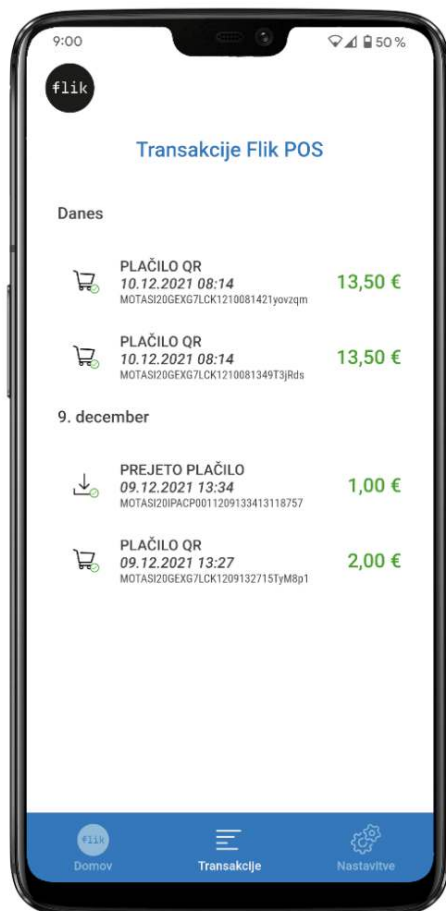 9:00
50 %
flik
Transakcije Flik POS
Danes
PLAČILO QR
10.12.2021 08:14
13,50 €
MOTASI20GEXG7LCK1210081421yovzqm
PLAČILO QR
10.12.2021 08:14
13,50 €
MOTASI20GEXG7LCK1210081349T3jRds
9. december
PREJETO PLAČILO
09.12.2021 13:34
1,00 €
MOTASI20IPACP0011209133413118757
PLAČILO QR
09.12.2021 13:27
2,00 €
MOTASI20GEXG7LCK1209132715TyM8p1
flik
Domov
Transakcije
Nastavitve